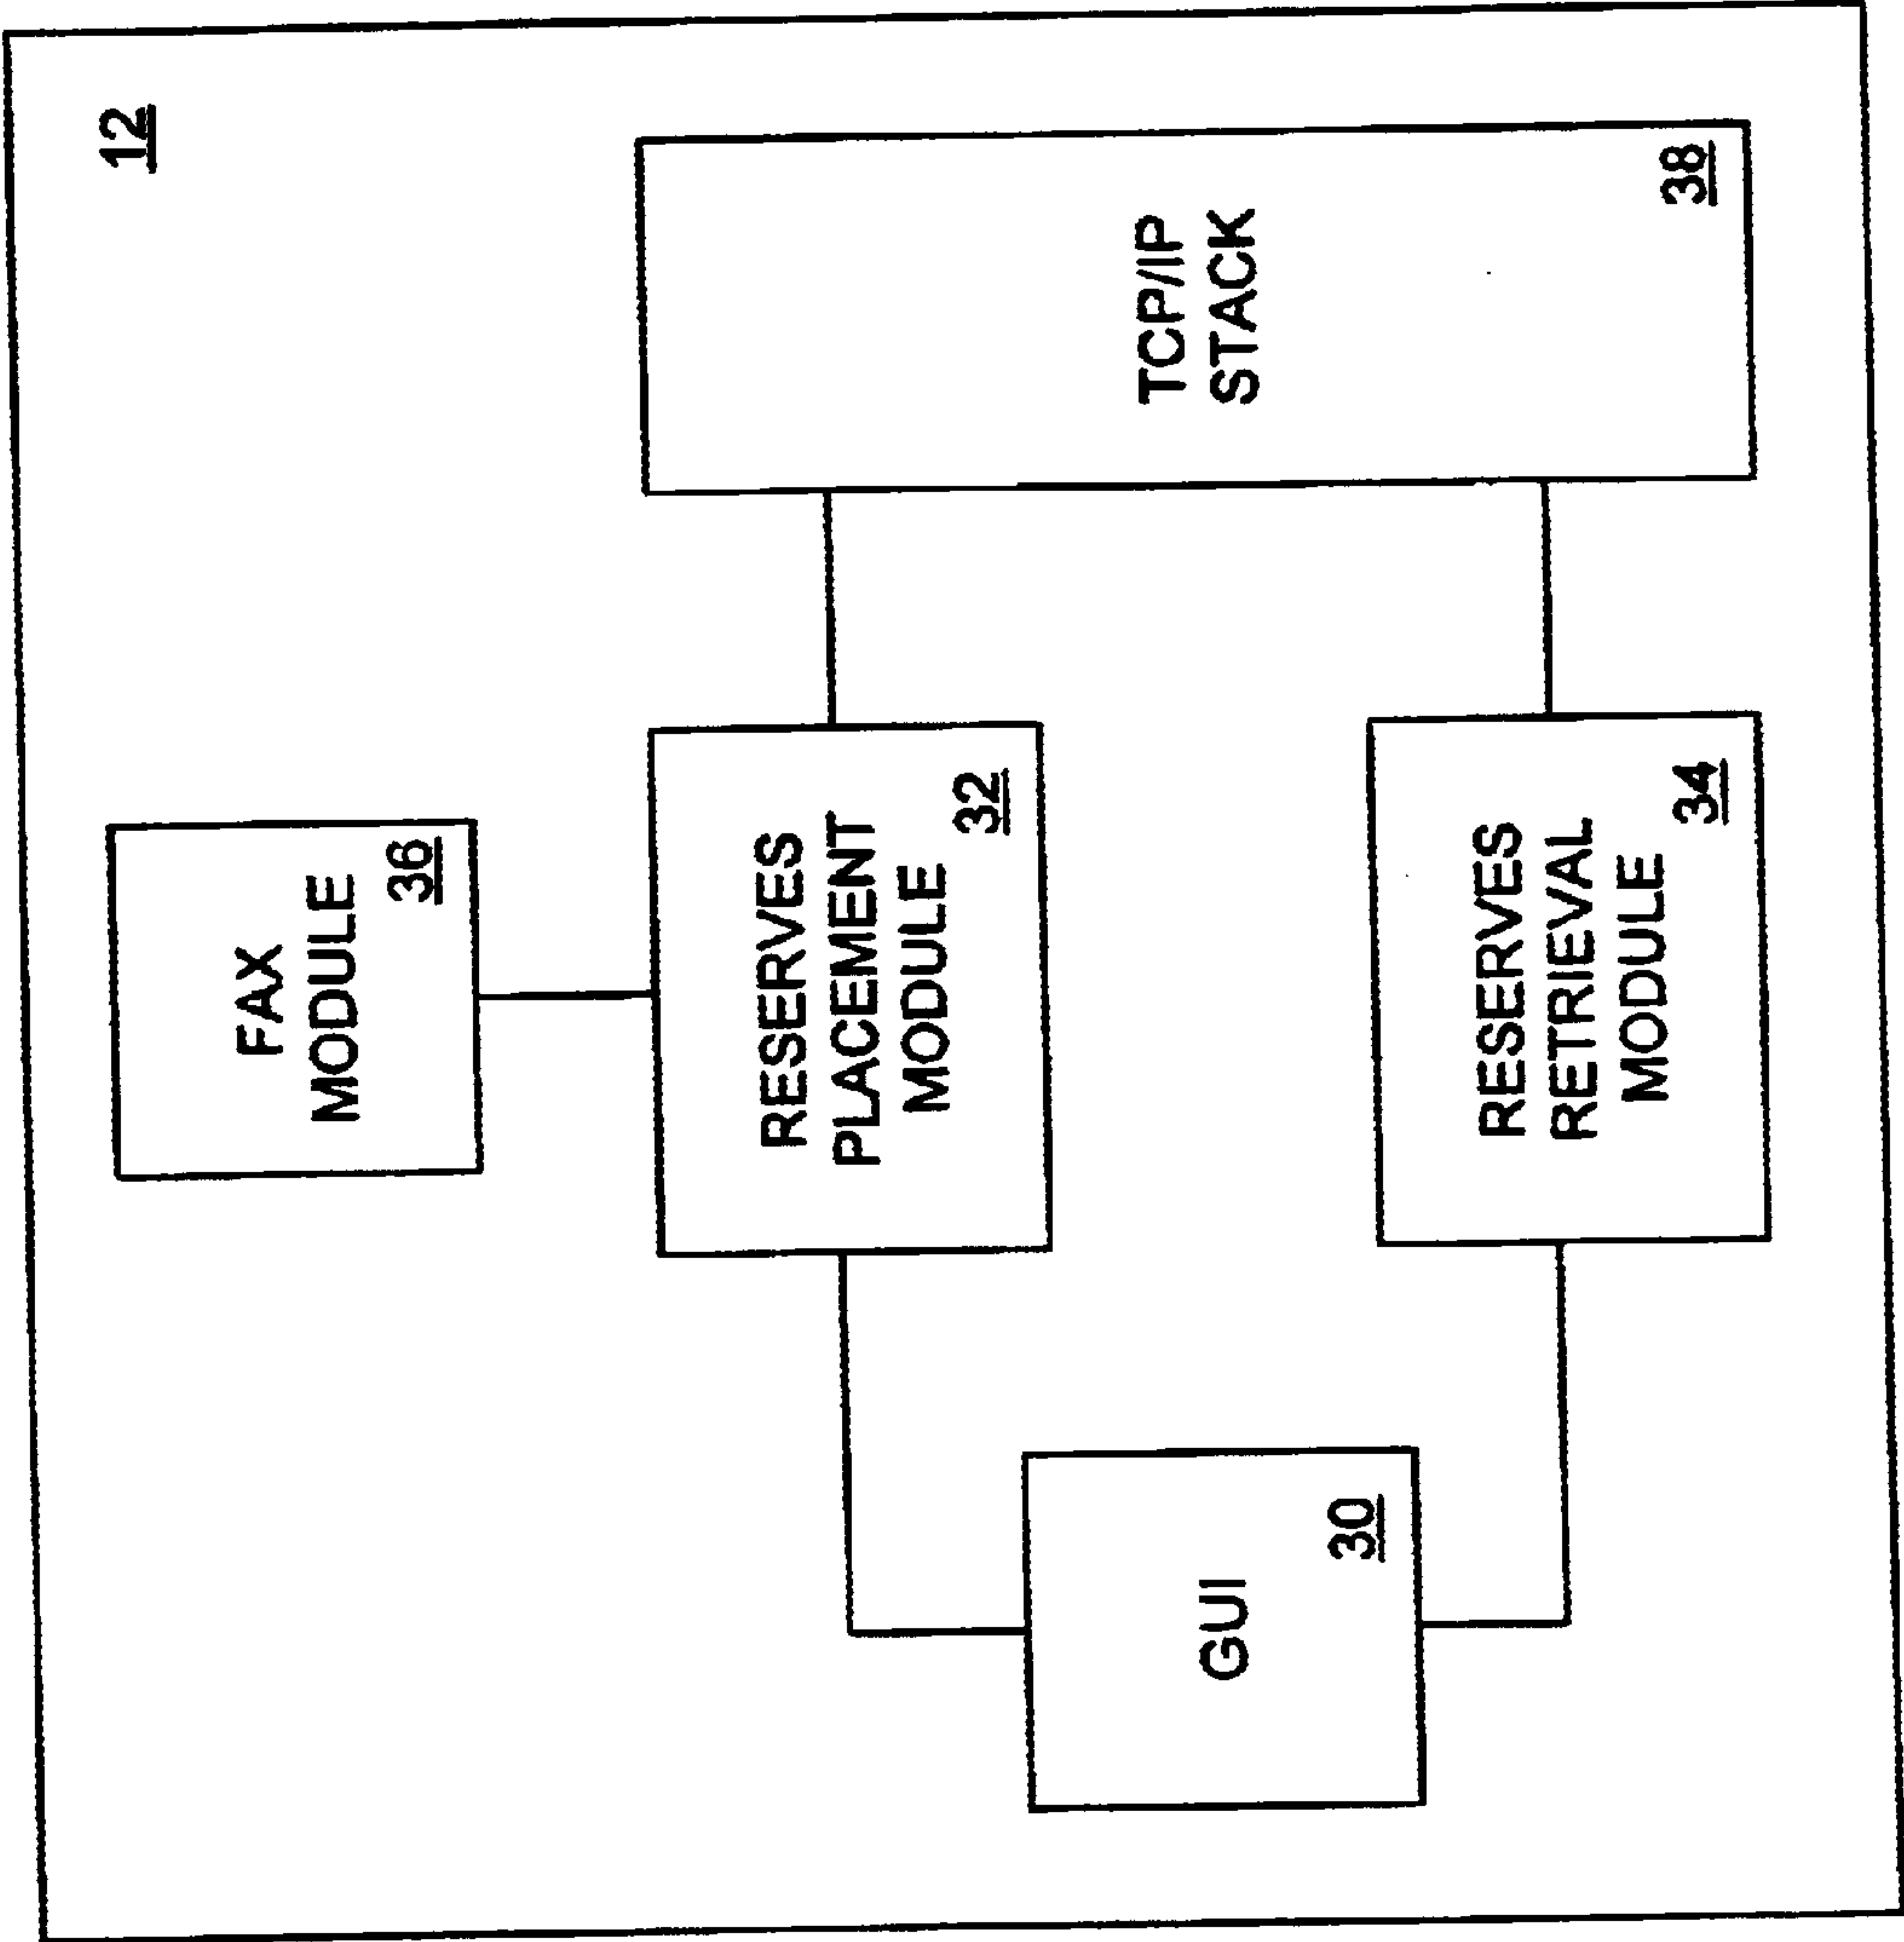 12
FAX
MODULE
36
RESERVES
PLACEMENT
MODULE
32
TCP/IP
STACK
38
GUI
30
RESERVES
RETRIEVAL
MODULE
34